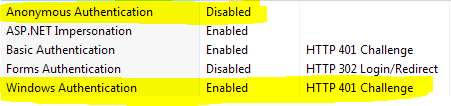 Anonymous Authentication Disabled
ASP.NET Impersonation Enabled
Basic Authentication Enabled HTTP 401 Challenge
Forms Authentication Disabled HTTP 302 Login/Redirect
Windows Authentication Enabled HTTP 401 Challenge